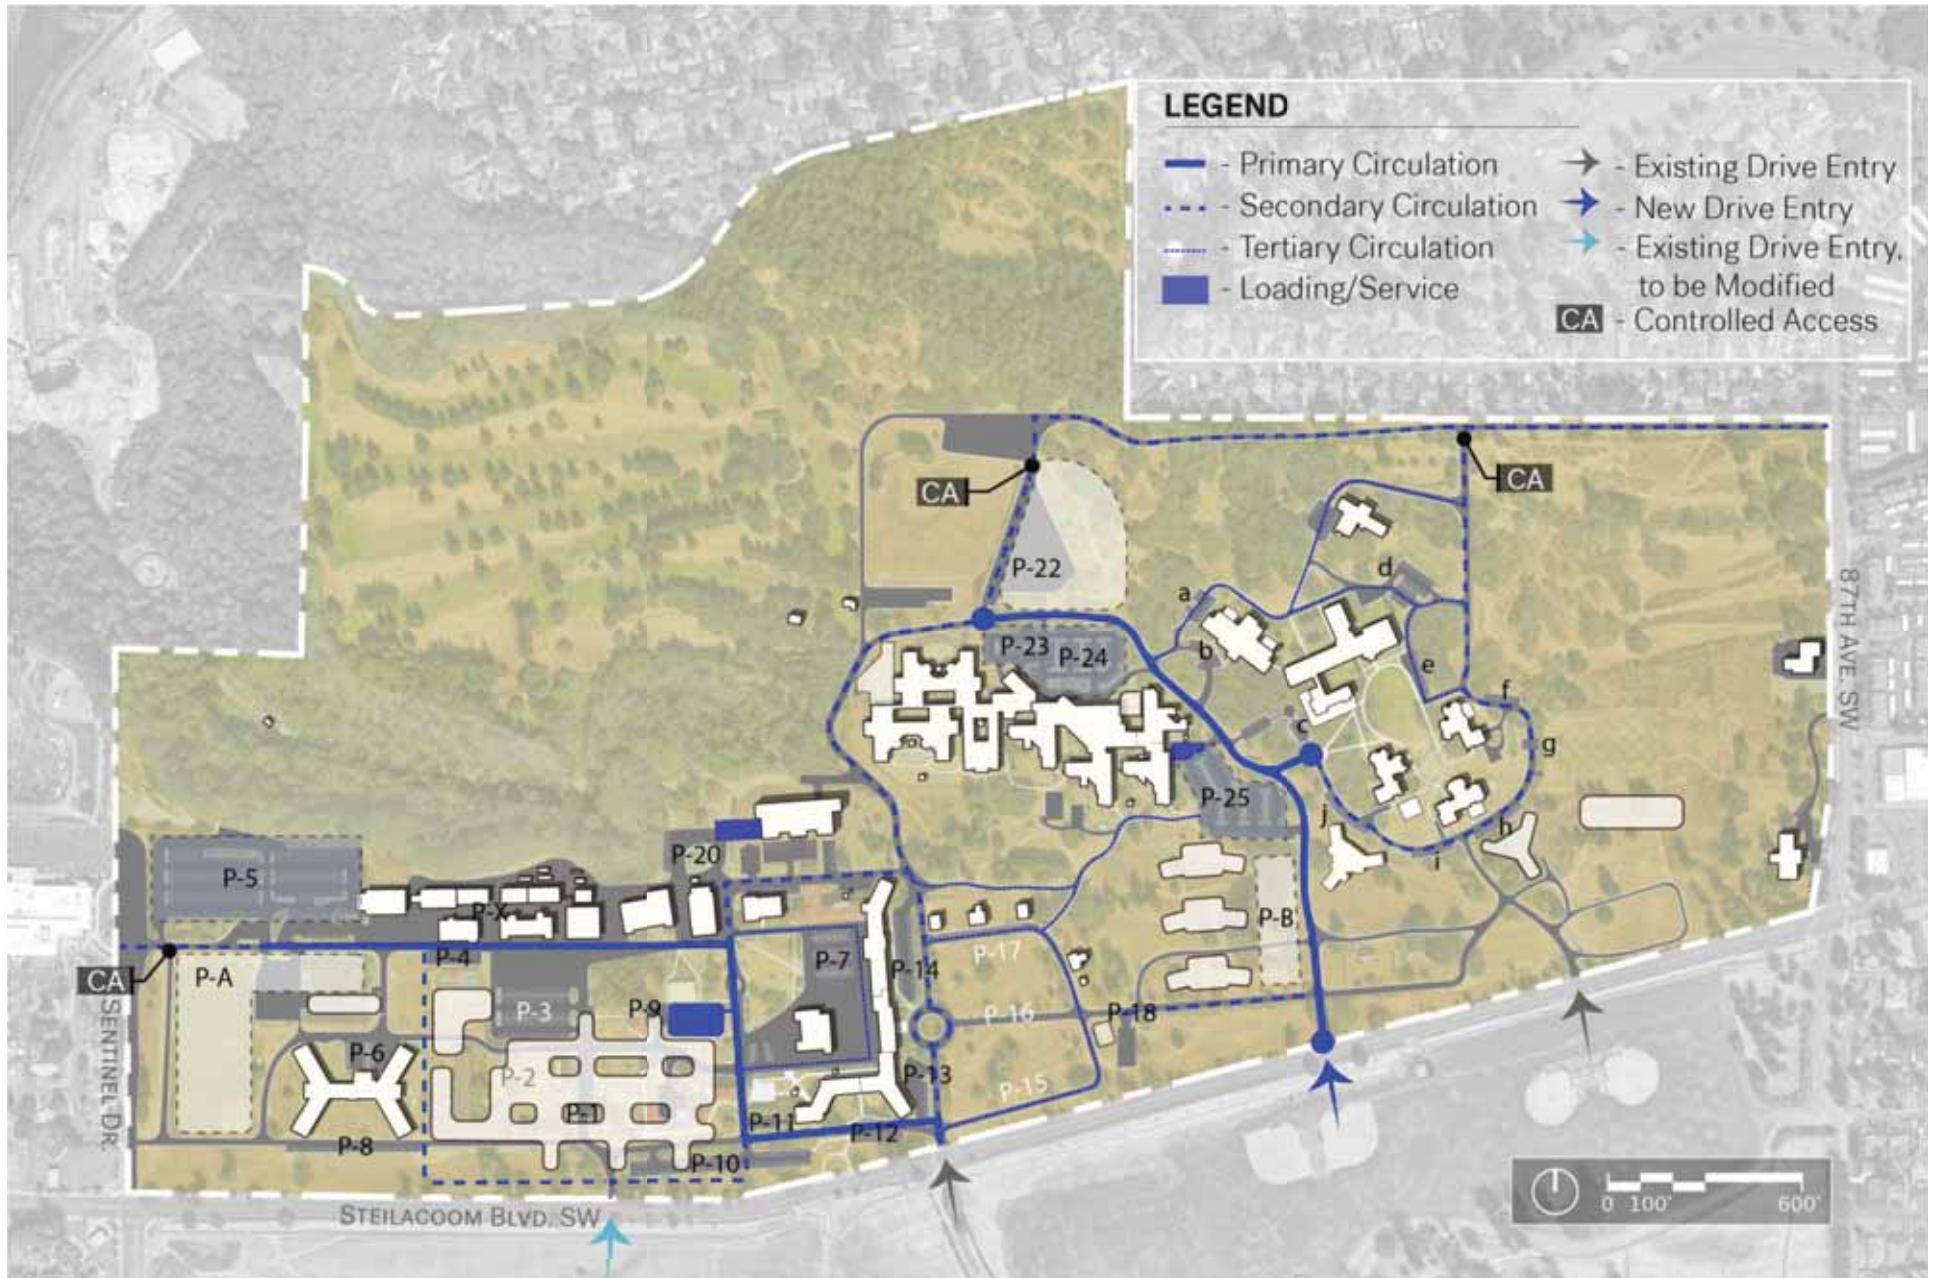 LEGEND
- Primary Circulation
- Secondary Circulation
- Tertiary Circulation
- Loading/Service
- Existing Drive Entry
- New Drive Entry
- Existing Drive Entry,
to be Modified
CA - Controlled Access
CA
CA
P-22
a
d
P-23
P-24
b
e
f
c
g
87TH AVE. SW
P-25
j
h
i
P-20
P-5
P-X
P-B
P-4
P-7
P-14
P-17
CA
P-A
P-3
P-9
P-16
P-18
SENTINEL DR.
P-6
P-2
P-1
P-13
P-15
P-8
P-11
P-12
P-10
STEILACOOM BLVD. SW
0 100' 600'